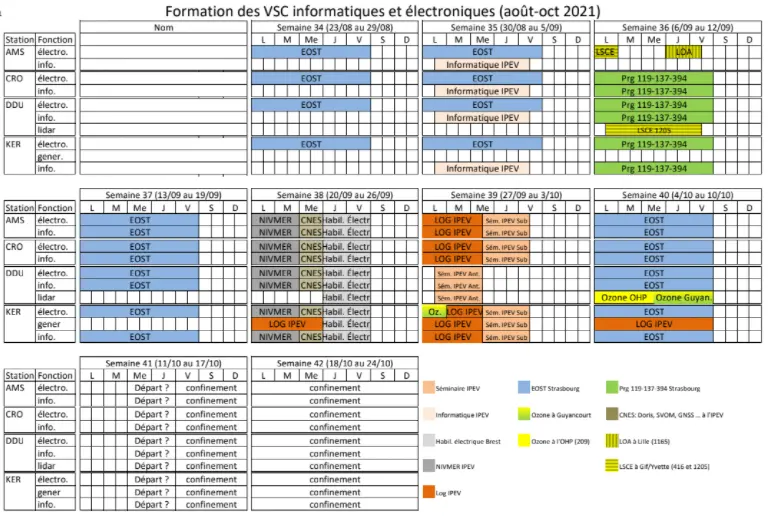 Formation des VSC informatiques et électroniques (août-oct 2021)
Nom Semaine 34 (23/08 au 29/08) Semaine 35 (30/08 au 5/09) Semaine 36 (6/09 au 12/09)
Station Fonction L M Me J V S D L M Me J V S D L M Me J V S D
AMS électro. EOST EOST LSCE LOA
info. Informatique IPEV
CRO électro. EOST EOST Prg 119-137-394
info. Informatique IPEV Prg 119-137-394
DDU électro. EOST EOST Prg 119-137-394
info. Informatique IPEV Prg 119-137-394
lidar LSCE 1205
KER électro. EOST EOST Prg 119-137-394
gener.
info. Informatique IPEV Prg 119-137-394
Semaine 37 (13/09 au 19/09) Semaine 38 (20/09 au 26/09) Semaine 39 (27/09 au 3/10) Semaine 40 (4/10 au 10/10)
Station Fonction L M Me J V S D L M Me J V S D L M Me J V S D L M Me J V S D
AMS électro. EOST NIVMER CNES Habil. Électr LOG IPEV Sém. IPEV Sub EOST
info. EOST NIVMER CNES Habil. Électr LOG IPEV Sém. IPEV Sub EOST
CRO électro. EOST NIVMER CNES Habil. Électr LOG IPEV Sém. IPEV Sub EOST
info. EOST NIVMER CNES Habil. Électr LOG IPEV Sém. IPEV Sub EOST
DDU électro. EOST NIVMER CNES Habil. Électr Sém. IPEV Ant. EOST
info. EOST NIVMER CNES Habil. Électr Sém. IPEV Ant. EOST
lidar Habil. Électr Sém. IPEV Ant. Ozone OHP Ozone Guyan.
KER électro. EOST NIVMER CNES Habil. Électr Oz. LOG IPEV Sém. IPEV Sub EOST
gener LOG IPEV Habil. Électr LOG IPEV Sém. IPEV Sub LOG IPEV
info. EOST NIVMER CNES Habil. Électr LOG IPEV Sém. IPEV Sub EOST
Semaine 41 (11/10 au 17/10) Semaine 42 (18/10 au 24/10)
Station Fonction L M Me J V S D L M Me J V S D
AMS électro. Départ ? confinement confinement
info. Départ ? confinement confinement
CRO électro. Départ ? confinement confinement
info. Départ ? confinement confinement
DDU électro. Départ ? confinement confinement
info. Départ ? confinement confinement
lidar Départ ? confinement confinement
KER électro. Départ ? confinement confinement
gener Départ ? confinement confinement
info. Départ ? confinement confinement
Séminaire IPEV EOST Strasbourg Prg 119-137-394 Strasbourg
Informatique IPEV Ozone à Guyancourt CNES: Doris, SVOM, GNSS ... à l'IPEV
Habil. électrique Brest Ozone à l'OHP (209) LOA à Lille (1165)
NIVMER IPEV LSCE à Gif/Yvette (416 et 1205)
Log IPEV